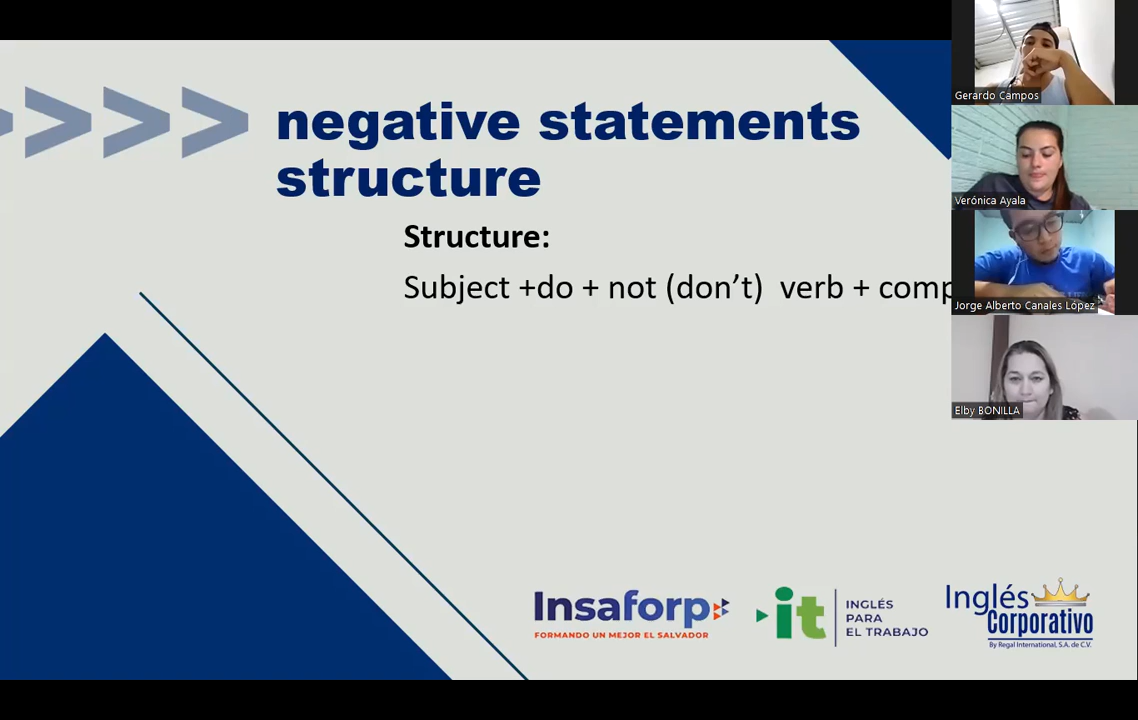 >>>> negative statements
structure
Structure:
Subject +do + not (don’t)  verb + comp
Gerardo Campos
Verónica Ayala
Jorge Alberto Canales López
Elby BONILLA
Insaforp
FORMANDO UN MEJOR EL SALVADOR
it
INGLÉS
PARA
EL TRABAJO
Inglés
Corporativo
By Regal International, S.A. de C.V.